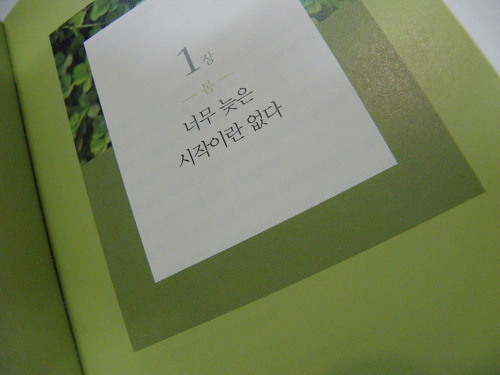 1장
봄
너무 늦은
시작이란 없다